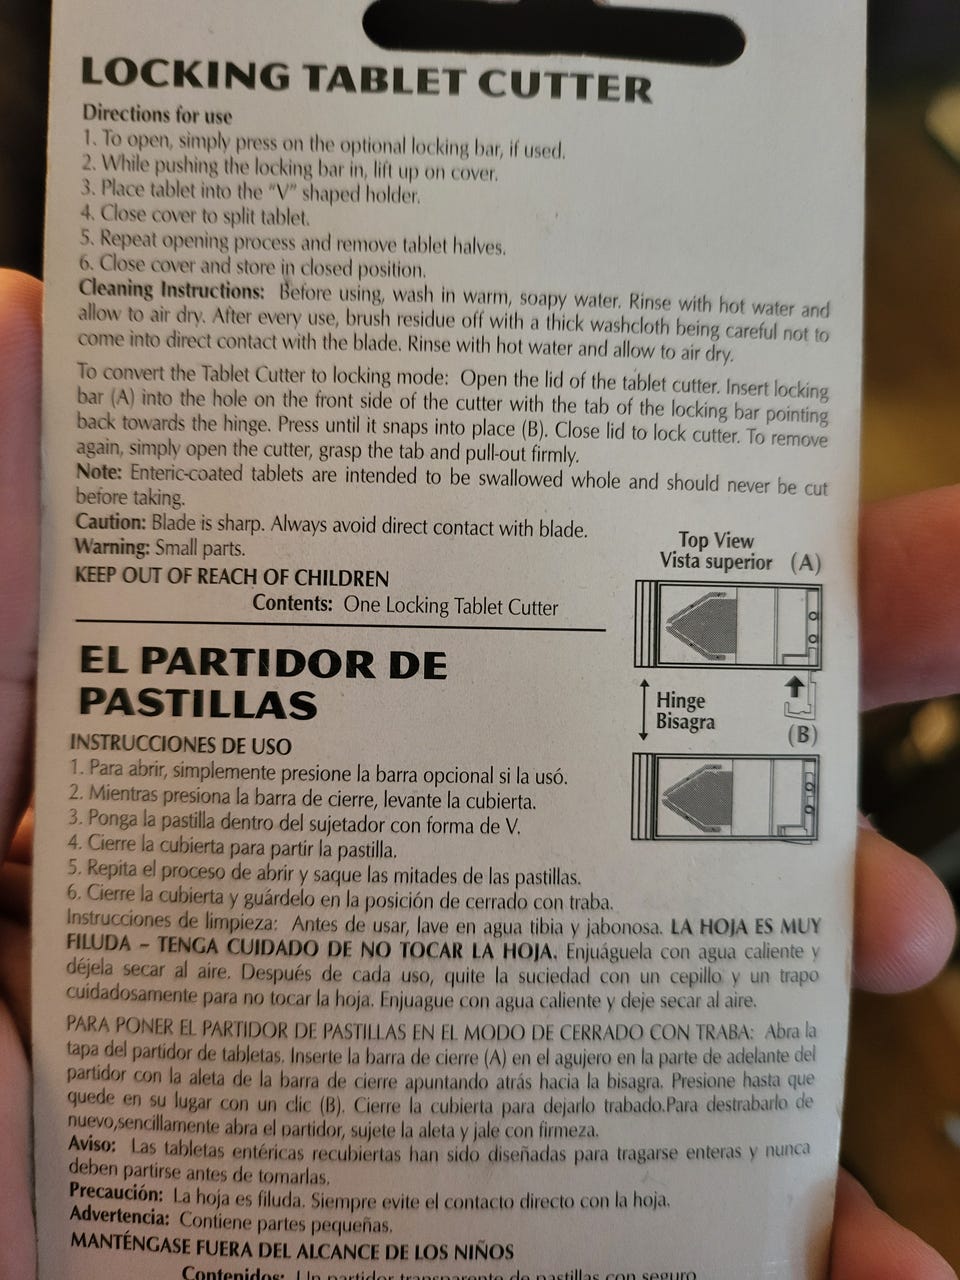 LOCKING TABLET CUTTER
Directions for use
1. To open, simply press on the optional locking bar, if used.
2. While pushing the locking bar in, lift up on cover.
3. Place tablet into the “V” shaped holder.
4. Close cover to split tablet.
5. Repeat opening process and remove tablet halves.
6. Close cover and store in closed position.
Cleaning Instructions: Before using, wash in warm, soapy water. Rinse with hot water and
allow to air dry. After every use, brush residue off with a thick washcloth being careful not to
come into direct contact with the blade. Rinse with hot water and allow to air dry.
To convert the Tablet Cutter to locking mode: Open the lid of the tablet cutter. Insert locking
bar (A) into the hole on the front side of the cutter with the tab of the locking bar pointing
back towards the hinge. Press until it snaps into place (B). Close lid to lock cutter. To remove
again, simply open the cutter, grasp the tab and pull-out firmly.
Note: Enteric-coated tablets are intended to be swallowed whole and should never be cut
before taking.
Caution: Blade is sharp. Always avoid direct contact with blade.
Warning: Small parts.
KEEP OUT OF REACH OF CHILDREN
Contents: One Locking Tablet Cutter
Top View
Vista superior (A)
Hinge
Bisagra
(B)
EL PARTIDOR DE
PASTILLAS
INSTRUCCIONES DE USO
1. Para abrir, simplemente presione la barra opcional si la usó.
2. Mientras presiona la barra de cierre, levante la cubierta.
3. Ponga la pastilla dentro del sujetador con forma de V.
4. Cierre la cubierta para partir la pastilla.
5. Repita el proceso de abrir y saque las mitades de las pastillas.
6. Cierre la cubierta y guárdelo en la posición de cerrado con traba.
Instrucciones de limpieza: Antes de usar, lave en agua tibia y jabonosa. LA HOJA ES MUY
FILUDA – TENGA CUIDADO DE NO TOCAR LA HOJA. Enjuáguela con agua caliente y
déjela secar al aire. Después de cada uso, quite la suciedad con un cepillo y un trapo
cuidadosamente para no tocar la hoja. Enjuague con agua caliente y deje secar al aire.
PARA PONER EL PARTIDOR DE PASTILLAS EN EL MODO DE CERRADO CON TRABA: Abra la
tapa del partidor de tabletas. Inserte la barra de cierre (A) en el agujero en la parte de adelante del
partidor con la aleta de la barra de cierre apuntando atrás hacia la bisagra. Presione hasta que
quede en su lugar con un clic (B). Cierre la cubierta para dejarlo trabado.Para destrabarlo de
nuevo,sencillamente abra el partidor, sujete la aleta y jale con firmeza.
Aviso: Las tabletas entéricas recubiertas han sido diseñadas para tragarse enteras y nunca
deben partirse antes de tomarlas.
Precaución: La hoja es filuda. Siempre evite el contacto directo con la hoja.
Advertencia: Contiene partes pequeñas.
MANTÉNGASE FUERA DEL ALCANCE DE LOS NIÑOS
Contenidos: Un partidor transparente de pastillas con seguro